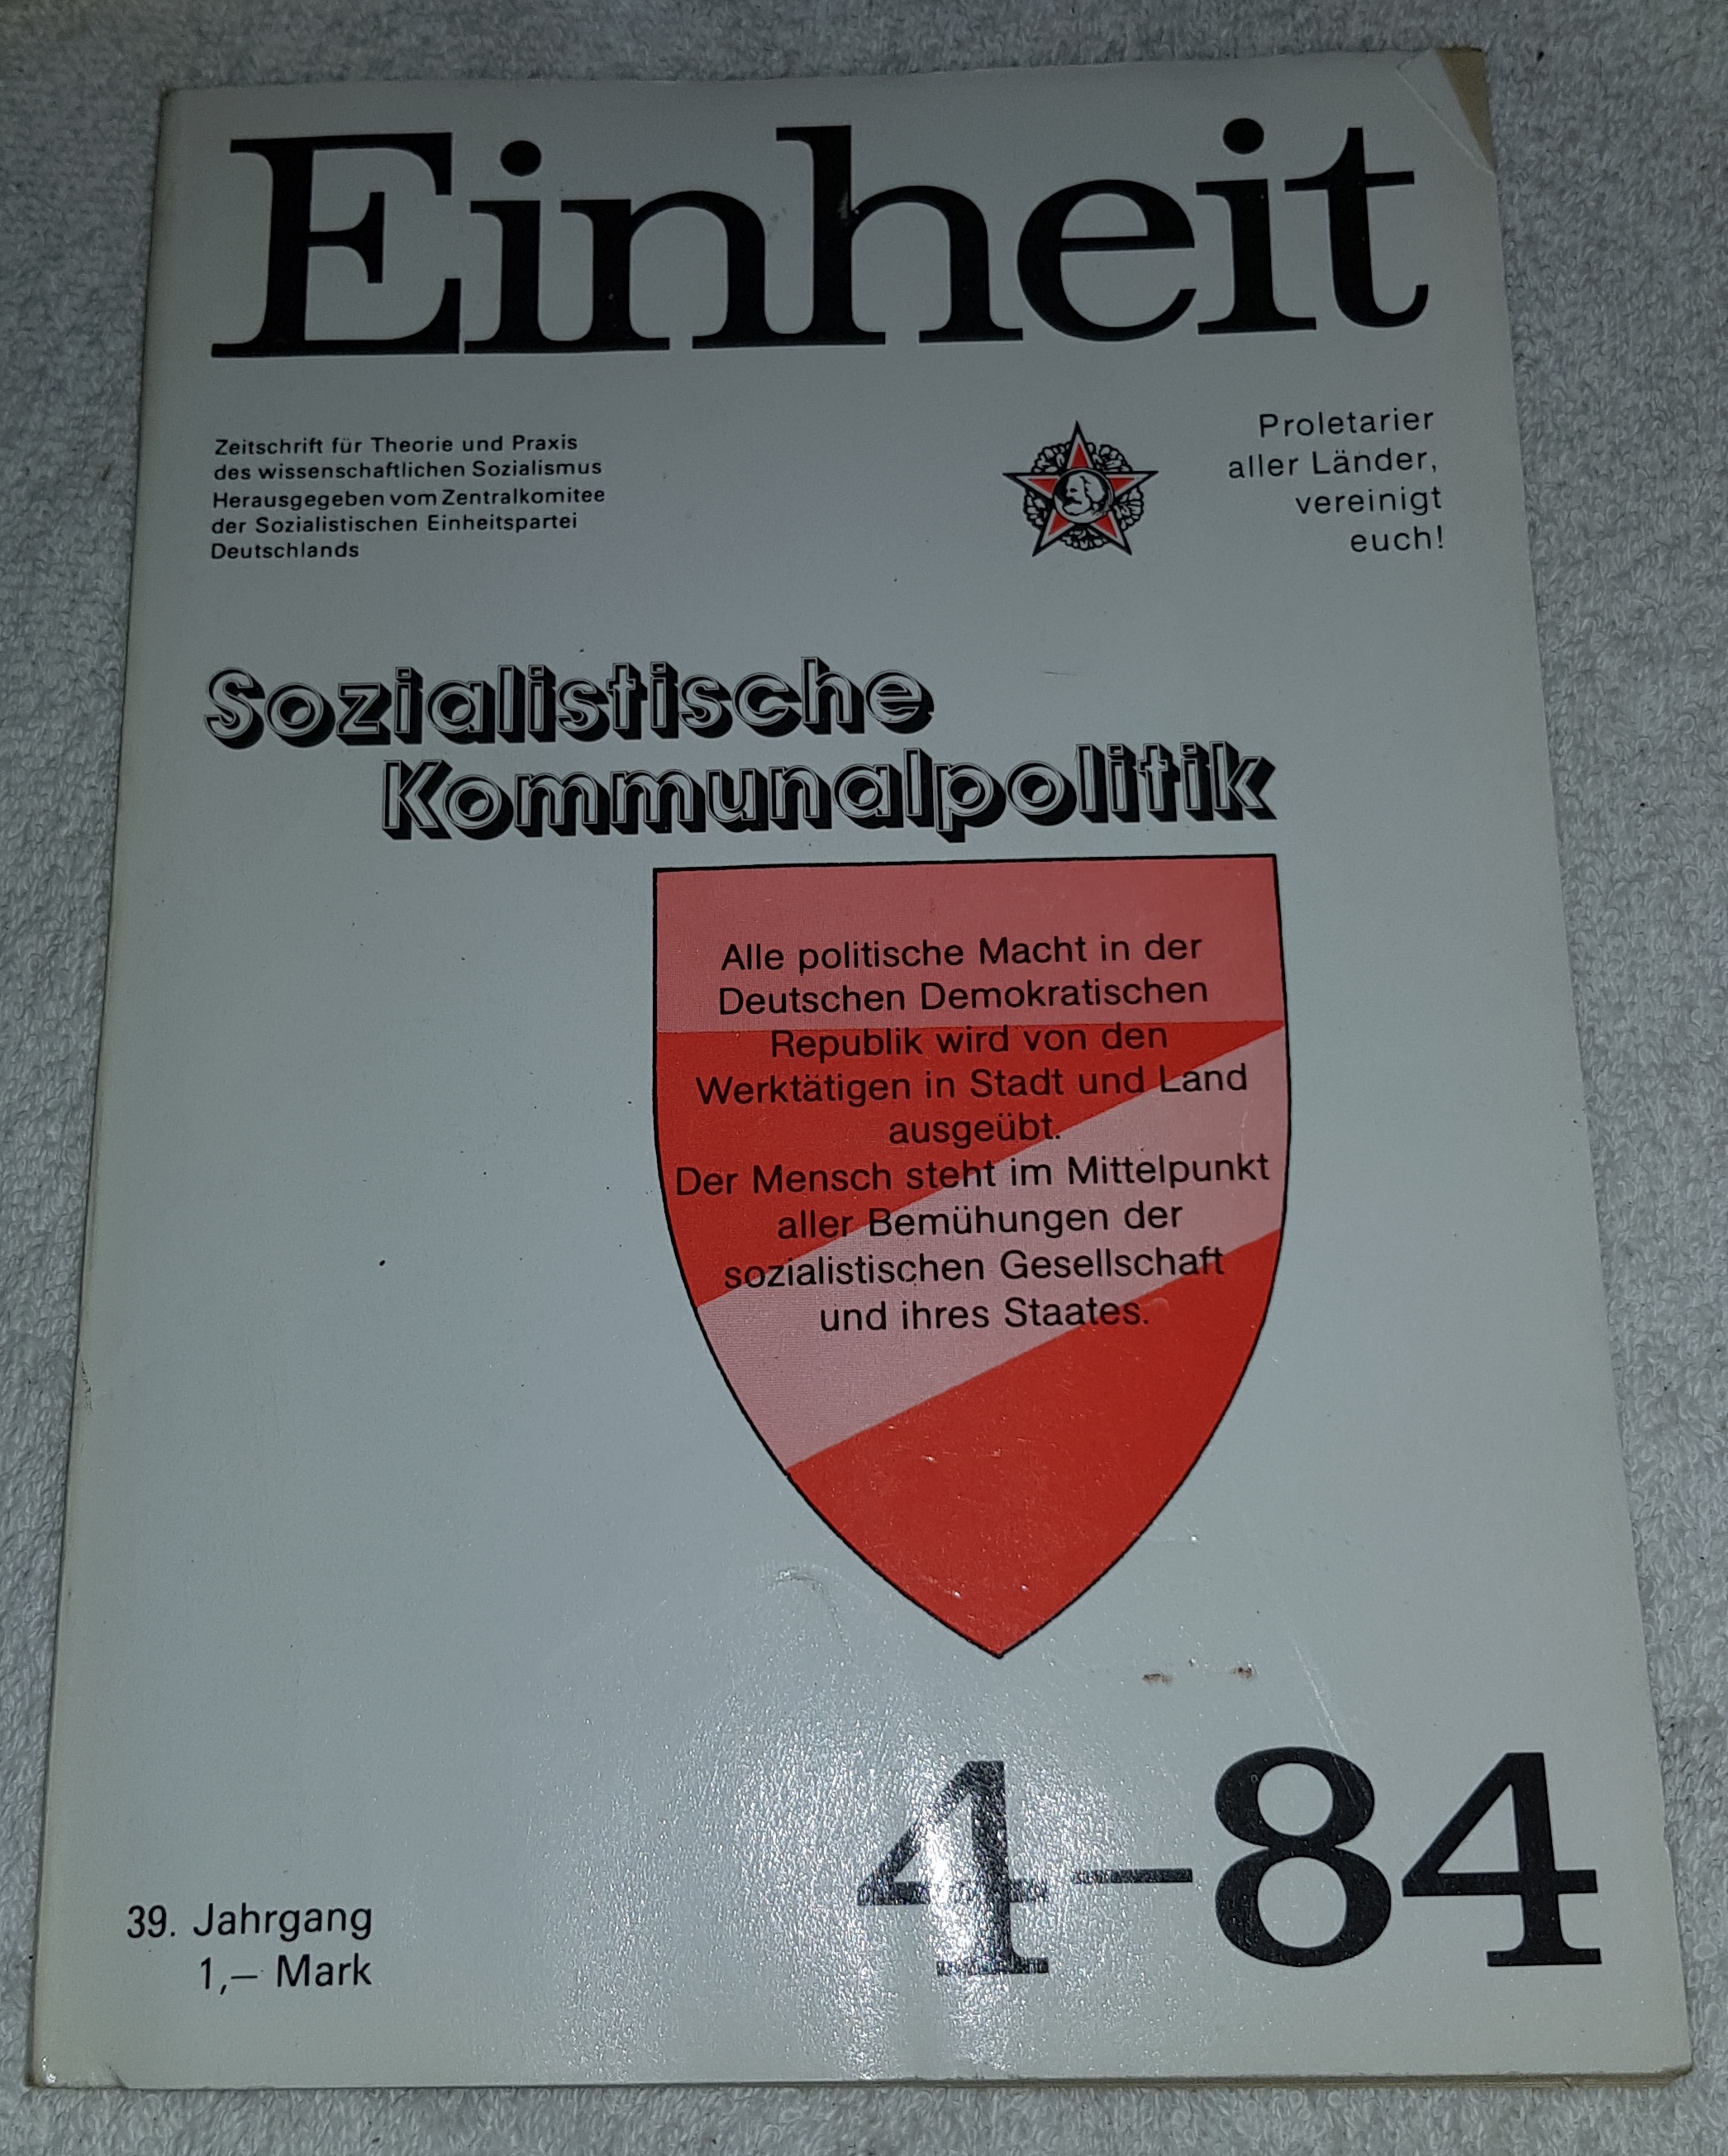 Einheit
Zeitschrift für Theorie und Praxis
des wissenschaftlichen Sozialismus
Herausgegeben vom Zentralkomitee
der Sozialistischen Einheitspartei
Deutschlands
Proletarier
aller Länder,
vereinigt
euch!
Sozialistische
Kommunalpolitik
Alle politische Macht in der
Deutschen Demokratischen
Republik wird von den
Werktätigen in Stadt und Land
ausgeübt.
Der Mensch steht im Mittelpunkt
aller Bemühungen der
sozialistischen Gesellschaft
und ihres Staates.
4–84
39. Jahrgang
1,– Mark